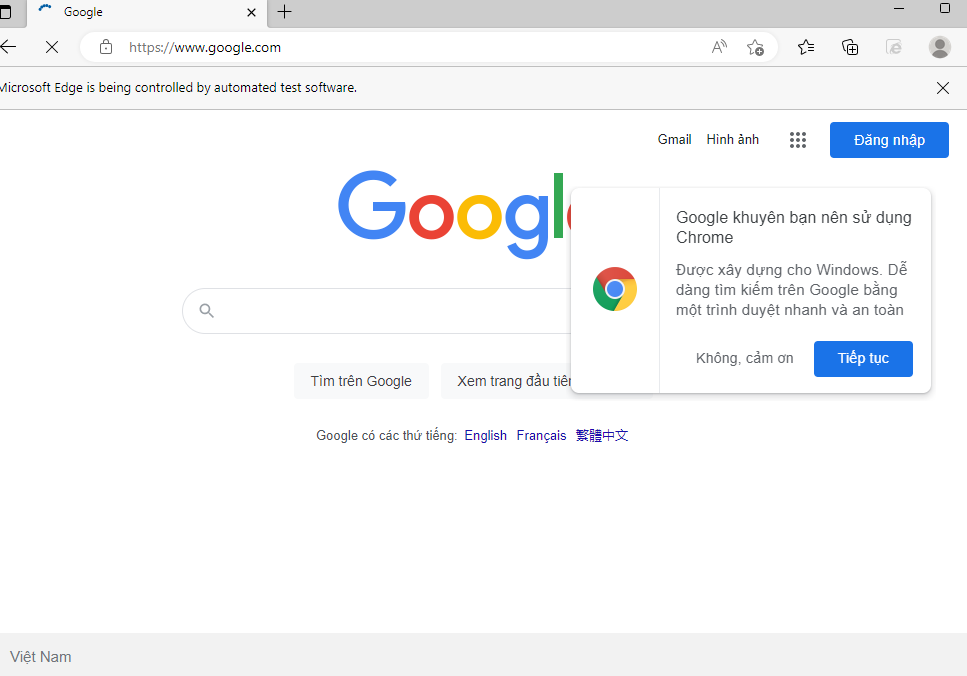 Google
https://www.google.com
Microsoft Edge is being controlled by automated test software.
Gmail Hình ảnh Đăng nhập
Google
Google khuyên bạn nên sử dụng
Chrome
Được xây dựng cho Windows. Dễ
dàng tìm kiếm trên Google bằng
một trình duyệt nhanh và an toàn
Không, cảm ơn Tiếp tục
Tìm trên Google Xem trang đầu tiên
Google có các thứ tiếng: English Français 繁體中文
Việt Nam